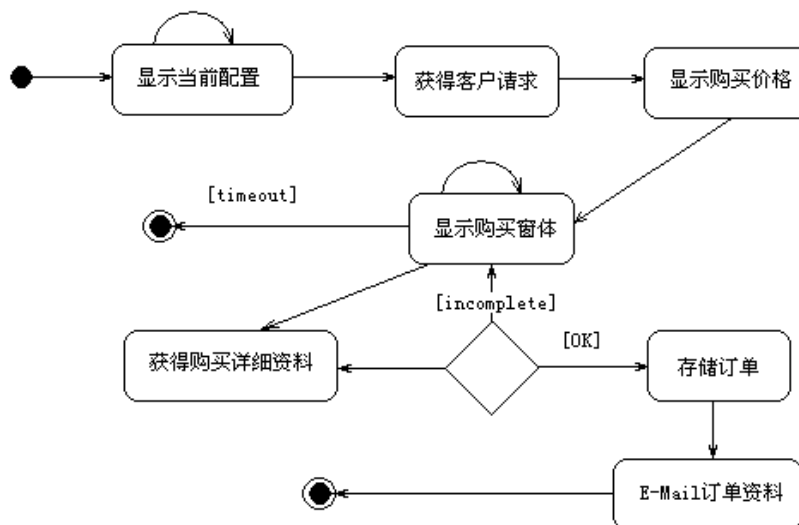 显示当前配置
获得客户请求
显示购买价格
[timeout]
显示购买窗体
[incomplete]
[OK]
获得购买详细资料
存储订单
E-Mail订单资料